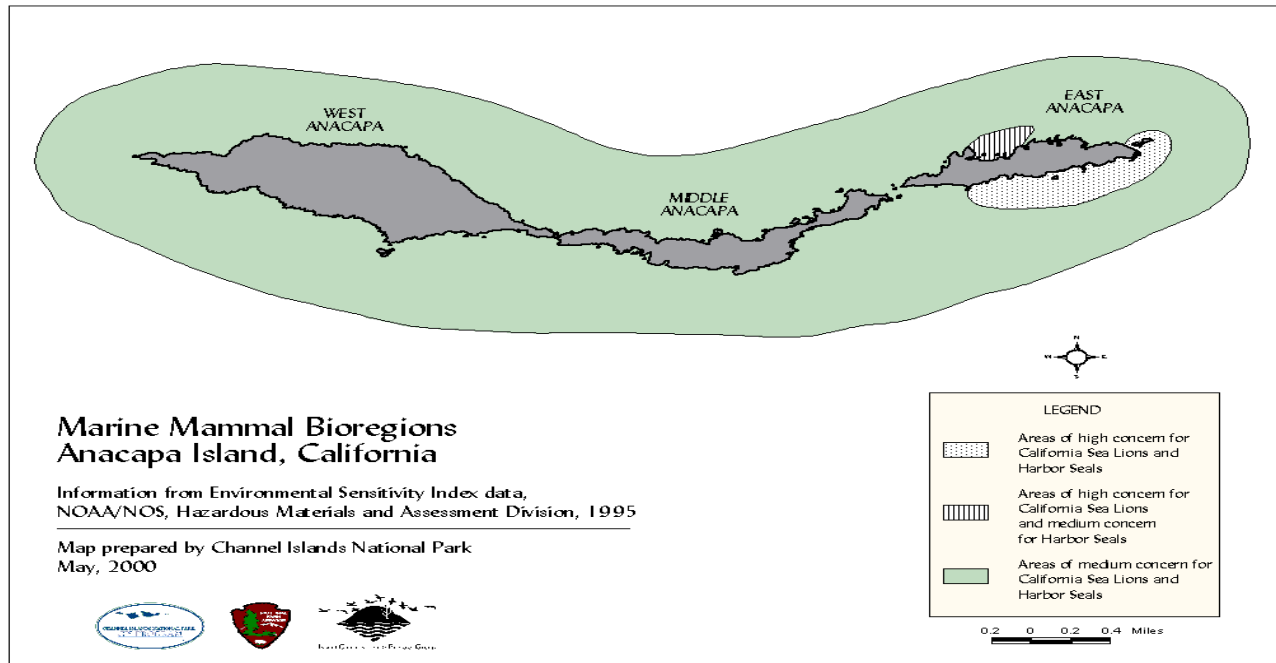 WEST
ANACAPA
EAST
ANACAPA
MIDDLE
ANACAPA
N
W E
S
Marine Mammal Bioregions
Anacapa Island, California
Information from Environmental Sensitivity Index data,
NOAA/NOS, Hazardous Materials and Assessment Division, 1995
Map prepared by Channel Islands National Park
May, 2000
LEGEND
Areas of high concern for
California Sea Lions and
Harbor Seals
Areas of high concern for
California Sea Lions
and medium concern
for Harbor Seals
Areas of medium concern for
California Sea Lions and
Harbor Seals
0.2 0 0.2 0.4 Miles
CHANNEL ISLANDS NATIONAL PARK